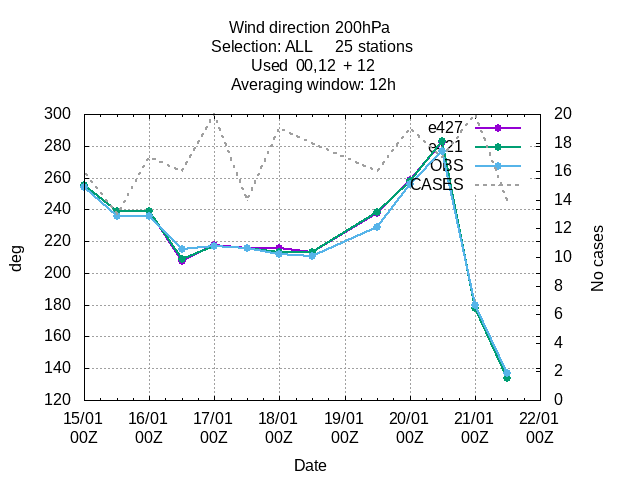 Wind direction 200hPa
Selection: ALL 25 stations
Used 00,12 + 12
Averaging window: 12h
300 20
280 18
260 16
240 14
220 12
200 10
180 8
160 6
140 4
120 2
0
deg
No cases
e427
e421
OBS
CASES
15/01 16/01 17/01 18/01 19/01 20/01 21/01 22/01
00Z 00Z 00Z 00Z 00Z 00Z 00Z 00Z
Date